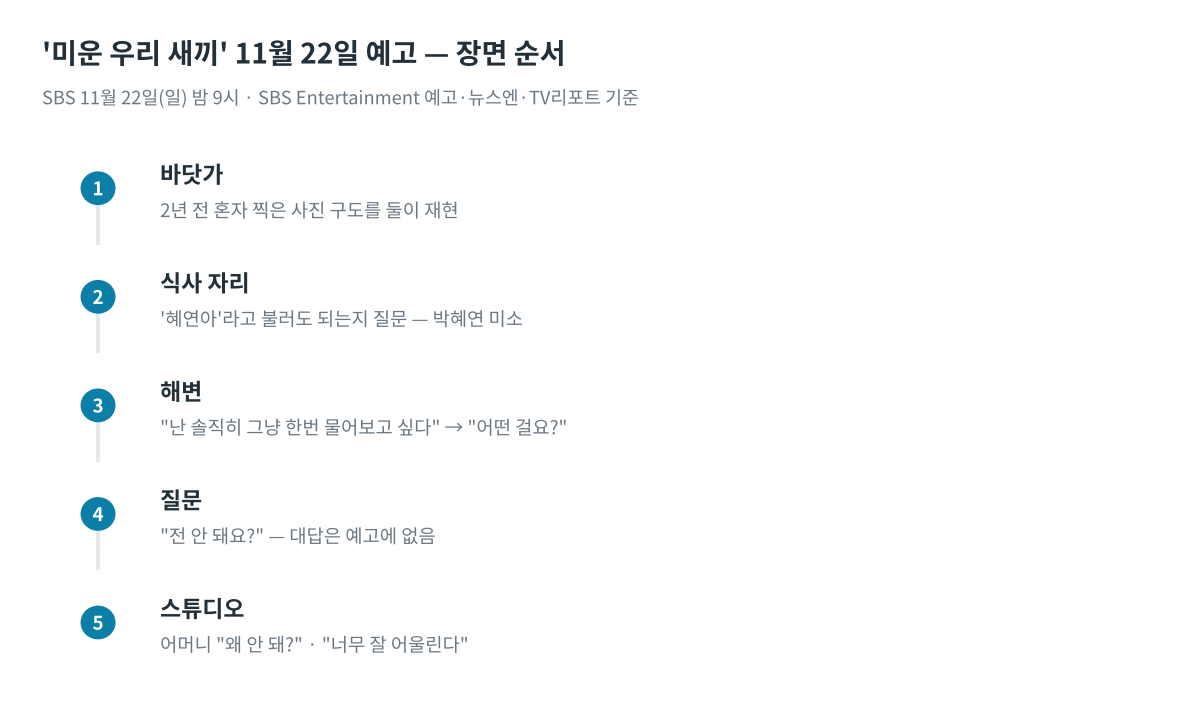 '미운 우리 새끼' 11월 22일 예고 — 장면 순서
SBS 11월 22일(일) 밤 9시 · SBS Entertainment 예고·뉴스엔·TV리포트 기준
1
바닷가
2년 전 혼자 찍은 사진 구도를 둘이 재현
2
식사 자리
'혜연아'라고 불러도 되는지 질문 — 박혜연 미소
3
해변
"난 솔직히 그냥 한번 물어보고 싶다" → "어떤 걸요?"
4
질문
"전 안 돼요?" — 대답은 예고에 없음
5
스튜디오
어머니 "왜 안 돼?" · "너무 잘 어울린다"